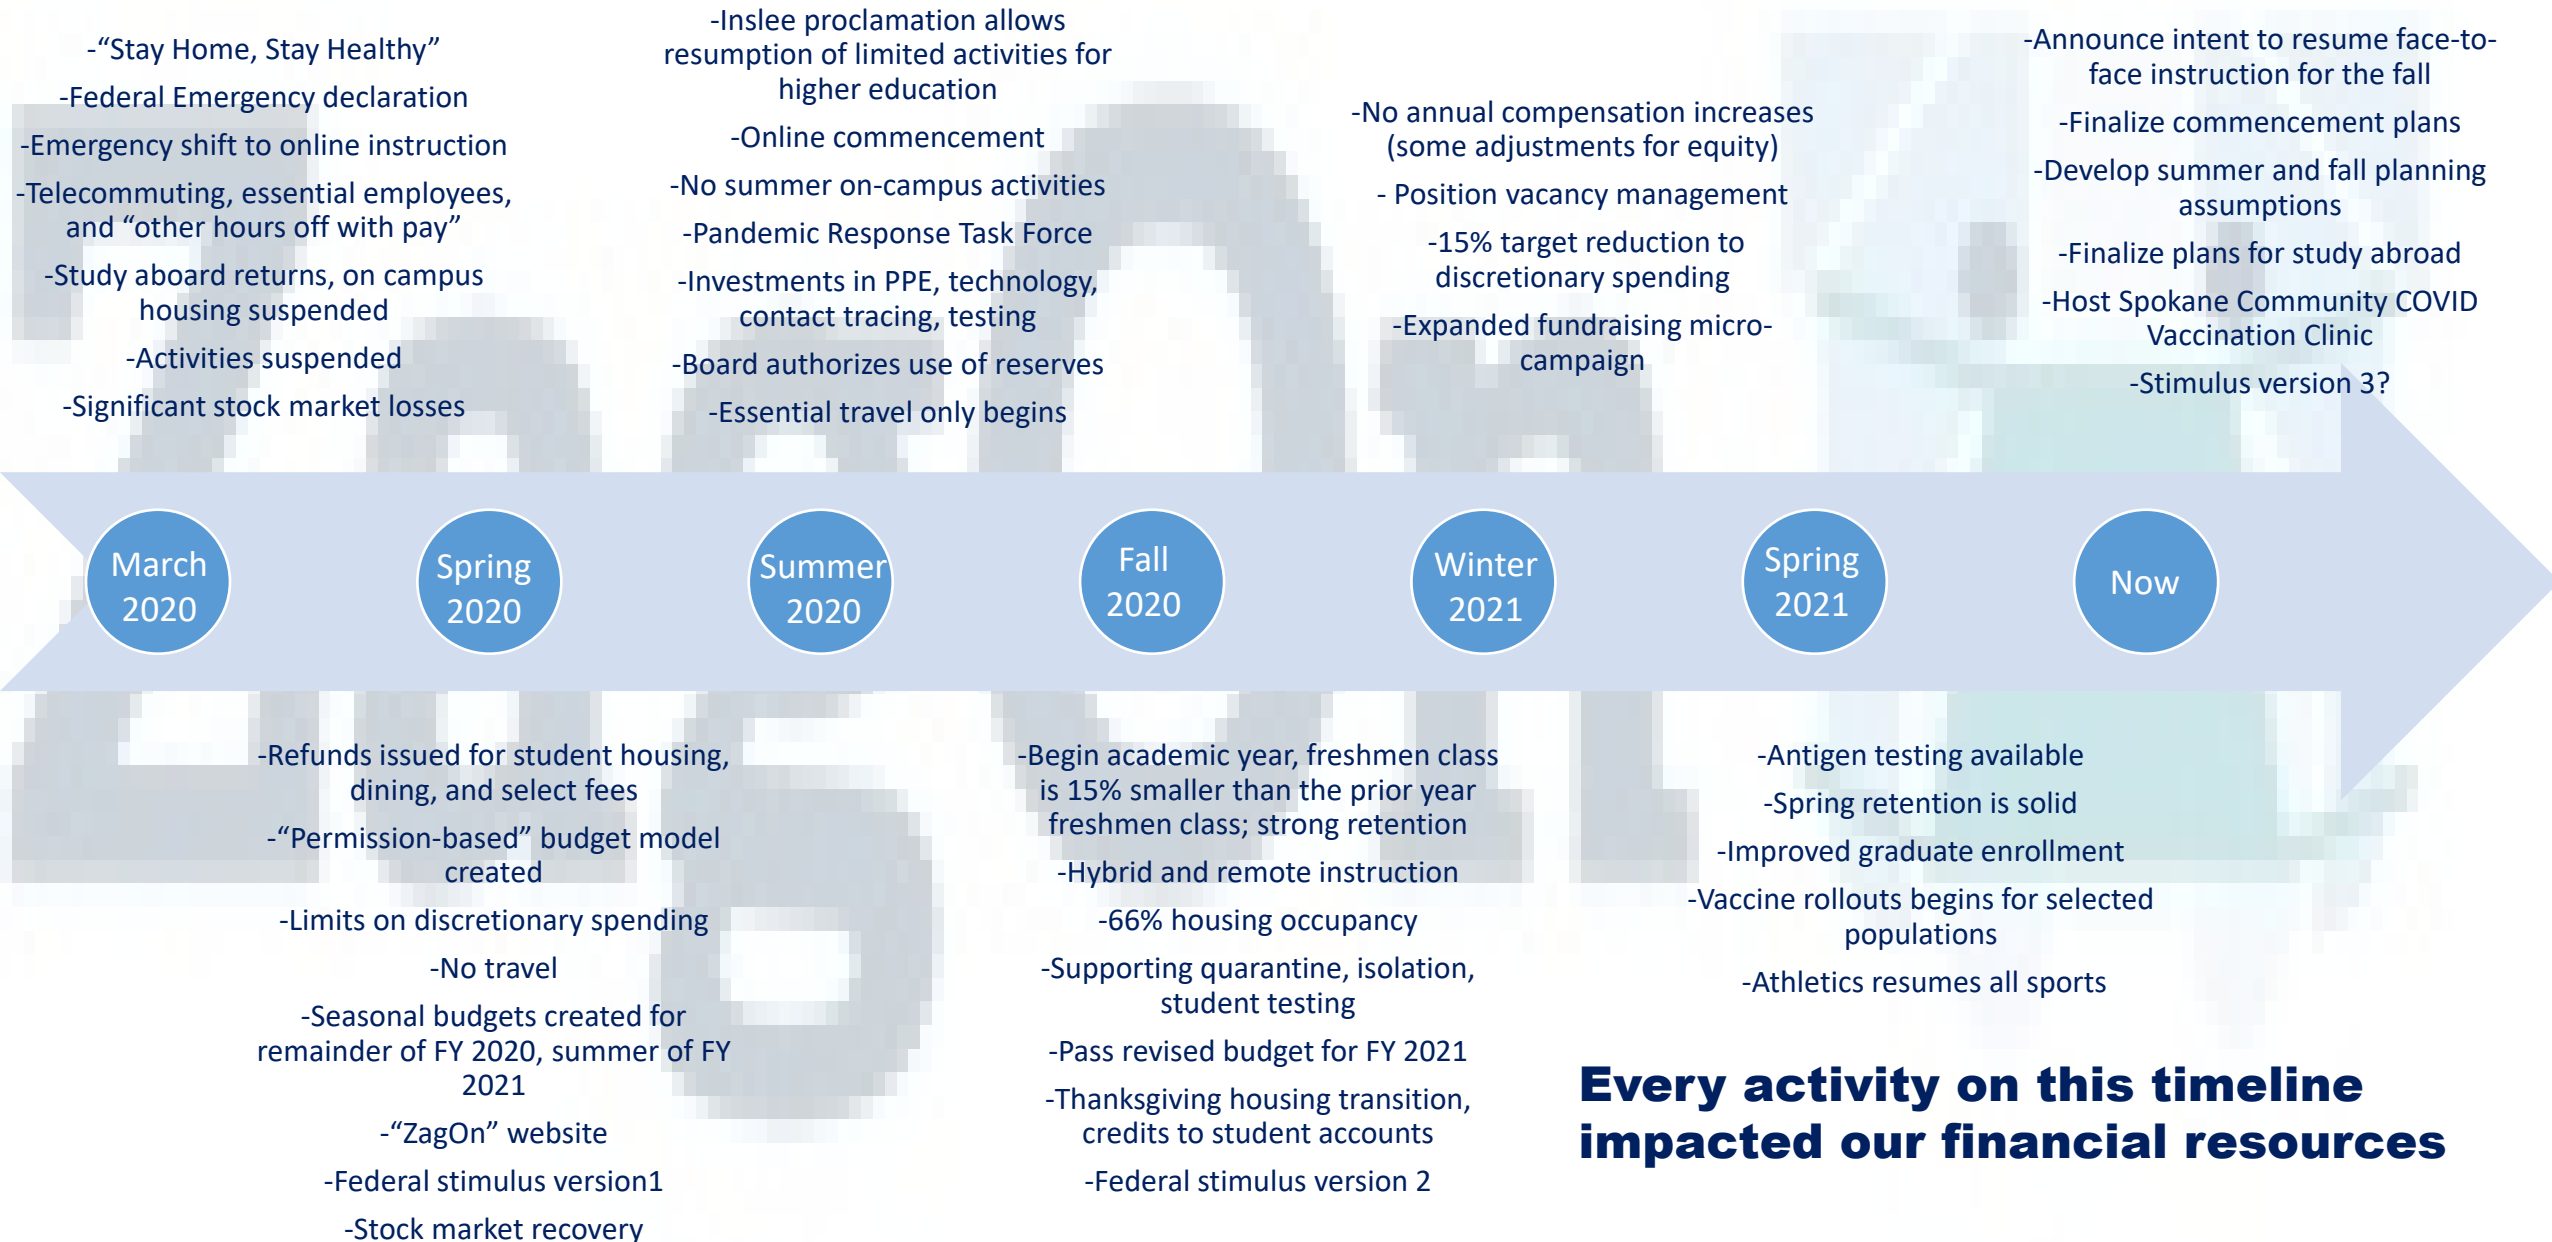 -“Stay Home, Stay Healthy”
-Federal Emergency declaration
-Emergency shift to online instruction
-Telecommuting, essential employees,
and “other hours off with pay”
-Study aboard returns, on campus
housing suspended
-Activities suspended
-Significant stock market losses
-Inslee proclamation allows
resumption of limited activities for
higher education
-Online commencement
-No summer on-campus activities
-Pandemic Response Task Force
-Investments in PPE, technology,
contact tracing, testing
-Board authorizes use of reserves
-Essential travel only begins
-No annual compensation increases
(some adjustments for equity)
- Position vacancy management
-15% target reduction to
discretionary spending
-Expanded fundraising micro-
campaign
-Announce intent to resume face-to-
face instruction for the fall
-Finalize commencement plans
-Develop summer and fall planning
assumptions
-Finalize plans for study abroad
-Host Spokane Community COVID
Vaccination Clinic
-Stimulus version 3?
March
2020
Spring
2020
Summer
2020
Fall
2020
Winter
2021
Spring
2021
Now
-Refunds issued for student housing,
dining, and select fees
-“Permission-based” budget model
created
-Limits on discretionary spending
-No travel
-Seasonal budgets created for
remainder of FY 2020, summer of FY
2021
-“ZagOn” website
-Federal stimulus version1
-Stock market recovery
-Begin academic year, freshmen class
is 15% smaller than the prior year
freshmen class; strong retention
-Hybrid and remote instruction
-66% housing occupancy
-Supporting quarantine, isolation,
student testing
-Pass revised budget for FY 2021
-Thanksgiving housing transition,
credits to student accounts
-Federal stimulus version 2
-Antigen testing available
-Spring retention is solid
-Improved graduate enrollment
-Vaccine rollouts begins for selected
populations
-Athletics resumes all sports
Every activity on this timeline
impacted our financial resources